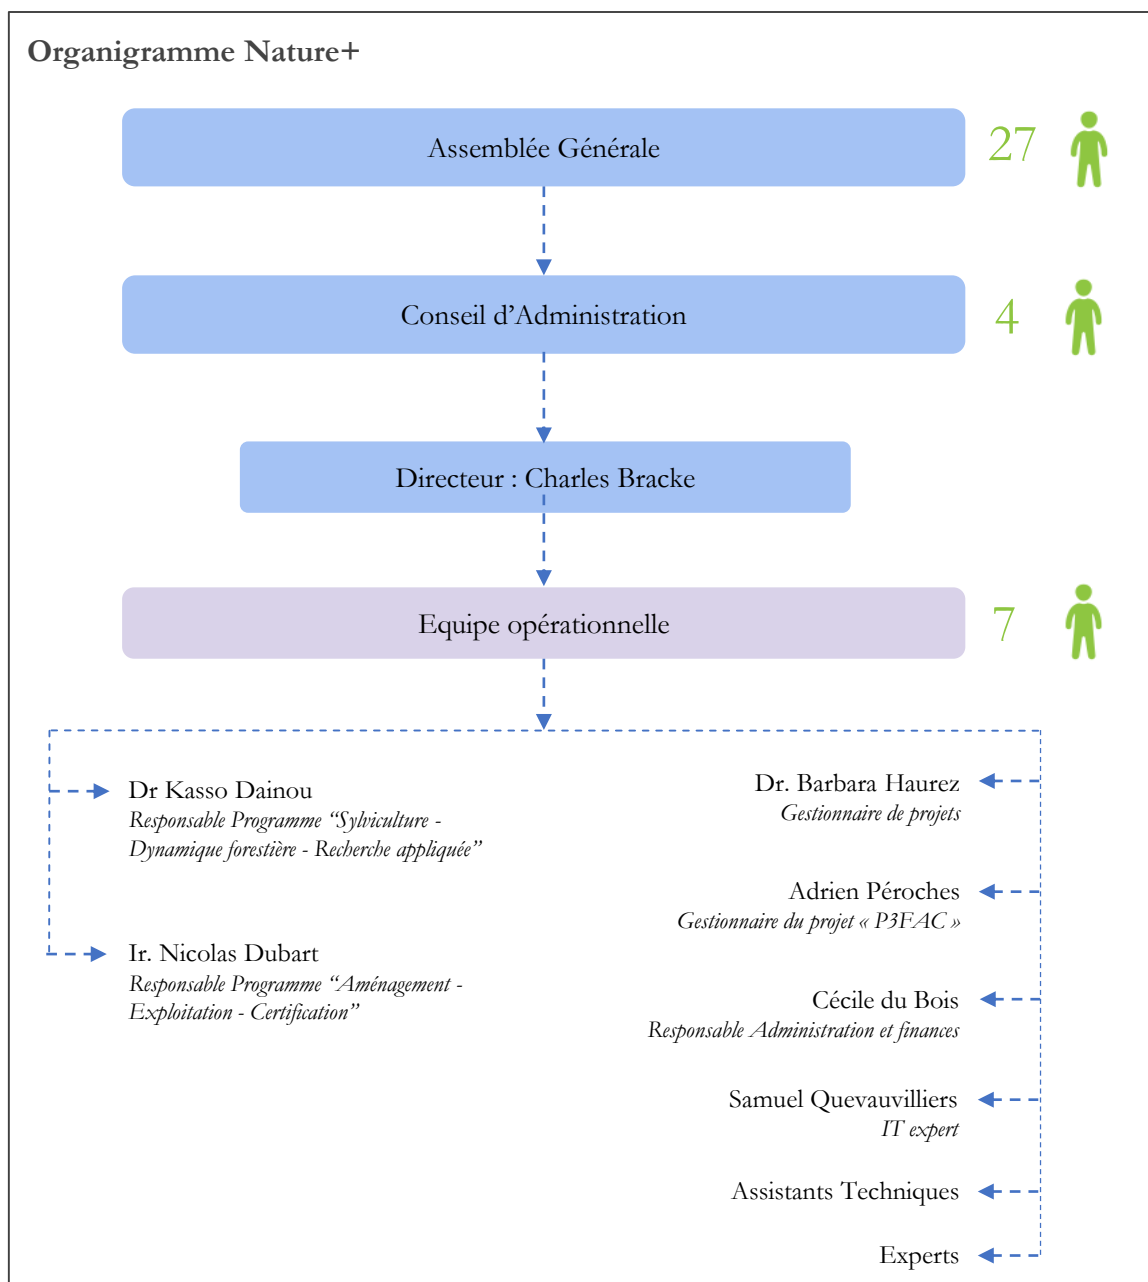 Organigramme Nature+
Assemblée Générale
27
Conseil d’Administration
4
Directeur : Charles Bracke
Equipe opérationnelle
7
Dr Kasso Dainou
Responsable Programme “Sylviculture -
Dynamique forestière - Recherche appliquée”
Ir. Nicolas Dubart
Responsable Programme “Aménagement -
Exploitation - Certification”
Dr. Barbara Haurez
Gestionnaire de projets
Adrien Péroches
Gestionnaire du projet « P3FAC »
Cécile du Bois
Responsable Administration et finances
Samuel Quevauvilliers
IT expert
Assistants Techniques
Experts